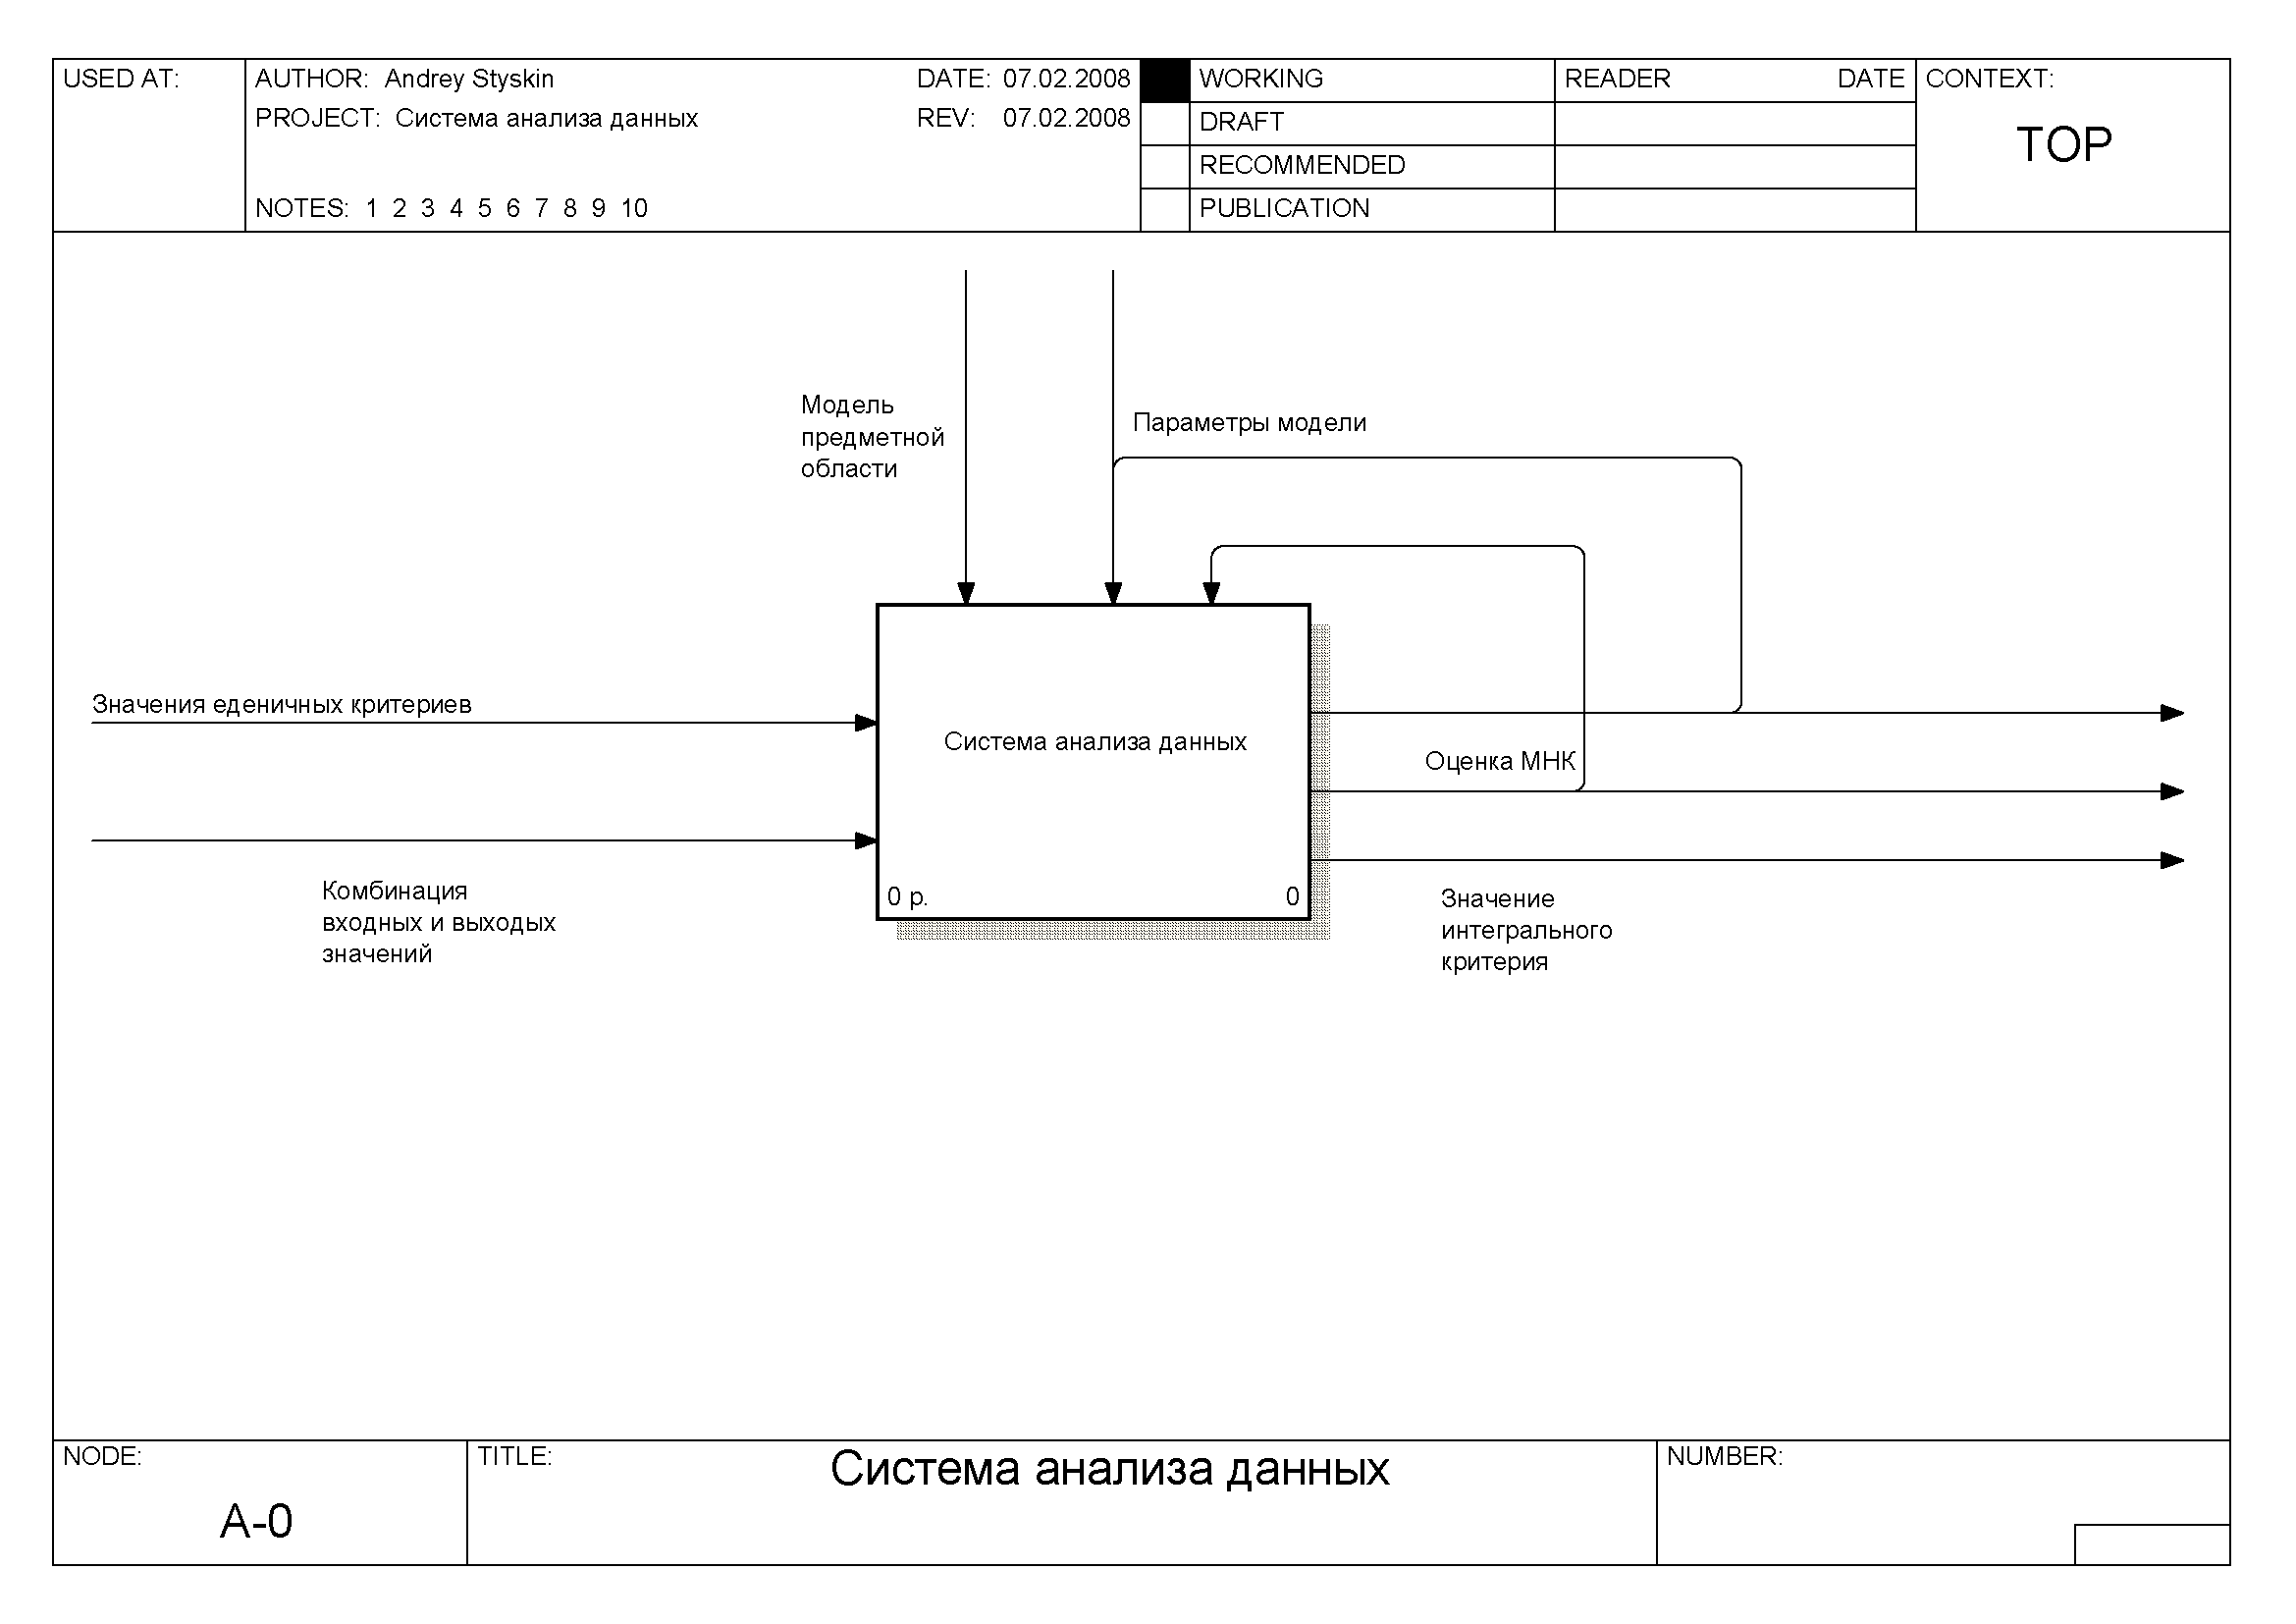 USED AT:
AUTHOR: Andrey Styskin
DATE: 07.02.2008
PROJECT: Система анализа данных
REV: 07.02.2008
NOTES: 1 2 3 4 5 6 7 8 9 10
WORKING
DRAFT
RECOMMENDED
PUBLICATION
READER DATE
CONTEXT:
TOP
Модель
предметной
области
Параметры модели
Значения еденичных критериев
Система анализа данных
Оценка МНК
0 р.
0
Комбинация
входных и выходых
значений
Значение
интегрального
критерия
NODE:
A-0
TITLE:
Система анализа данных
NUMBER: